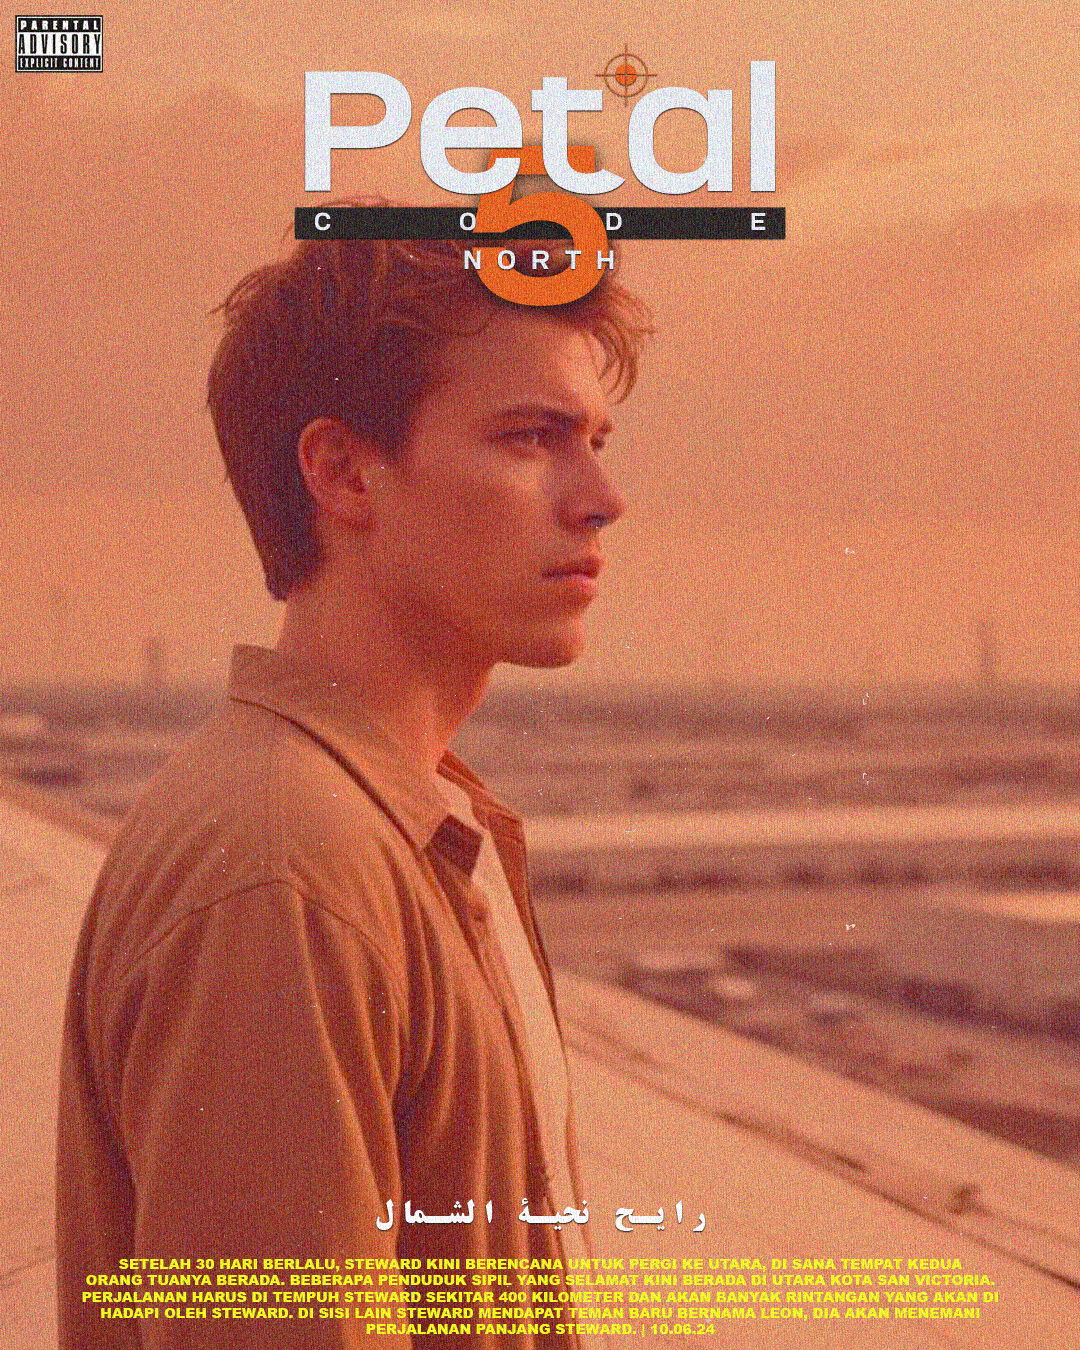 PARENTAL
ADVISORY
EXPLICIT CONTENT
Petal
5
CODE
NORTH
رايح نحية الشمال
SETELAH 30 HARI BERLALU, STEWARD KINI BERENCANA UNTUK PERGI KE UTARA, DI SANA TEMPAT KEDUA
ORANG TUANYA BERADA. BEBERAPA PENDUDUK SIPIL YANG SELAMAT KINI BERADA DI UTARA KOTA SAN VICTORIA.
PERJALANAN HARUS DI TEMPUH STEWARD SEKITAR 400 KILOMETER DAN AKAN BANYAK RINTANGAN YANG AKAN DI
HADAPI OLEH STEWARD. DI SISI LAIN STEWARD MENDAPAT TEMAN BARU BERNAMA LEON, DIA AKAN MENEMANI
PERJALANAN PANJANG STEWARD. | 10.06.24